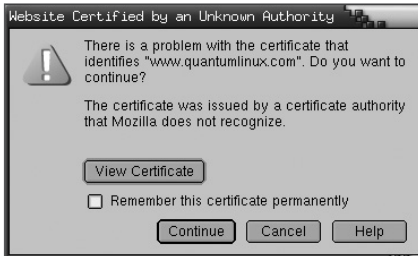 Website Certified by an Unknown Authority
There is a problem with the certificate that
identifies "www.quantumlinux.com". Do you want to
continue?
The certificate was issued by a certificate authority
that Mozilla does not recognize.
View Certificate
Remember this certificate permanently
Continue
Cancel
Help